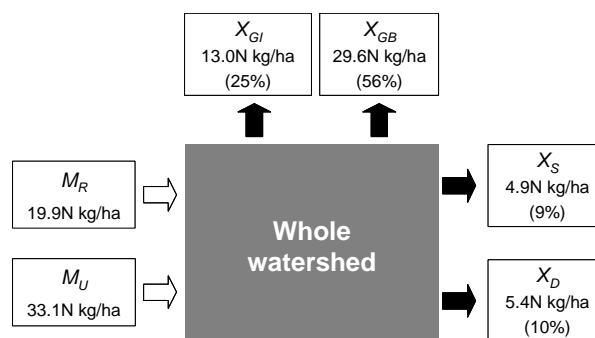 X_GI
13.0N kg/ha
(25%)
X_GB
29.6N kg/ha
(56%)
M_R
19.9N kg/ha
M_U
33.1N kg/ha
Whole
watershed
X_S
4.9N kg/ha
(9%)
X_D
5.4N kg/ha
(10%)